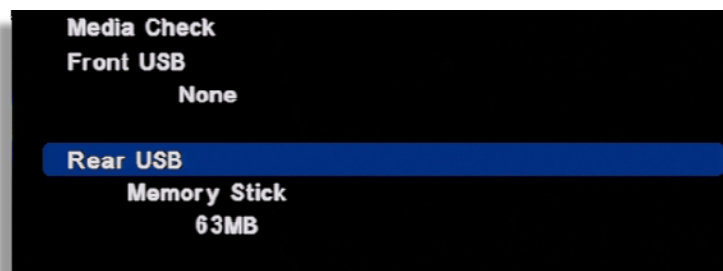 Media Check
Front USB
None
Rear USB
Memory Stick
63MB